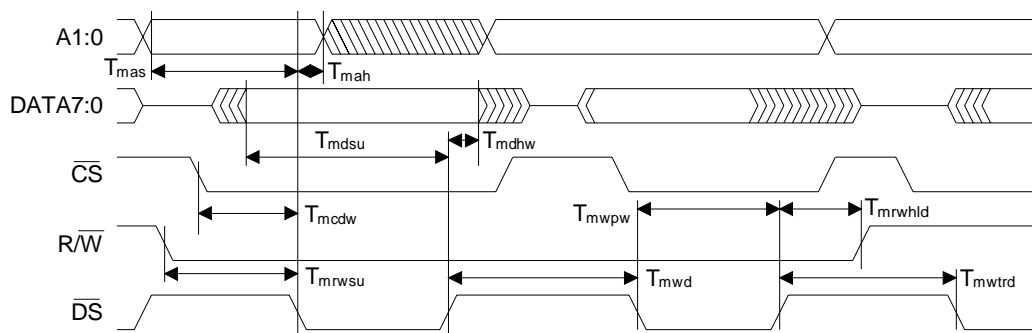 A1:0
Tmas
Tmah
DATA7:0
Tmdsu
Tmdhw
CS
Tmcdw
Tmwpw
Tmrwhld
R/W
Tmrwsu
Tmwd
Tmwtrd
DS